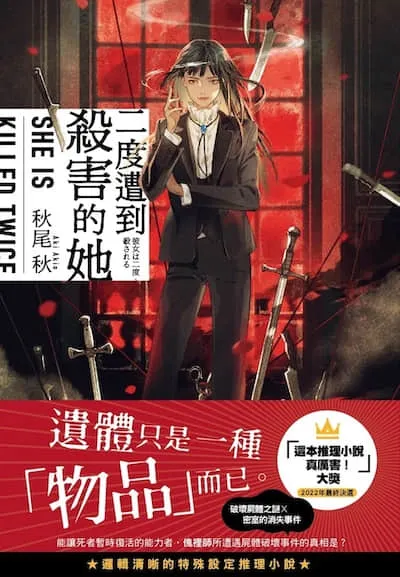 二度遭到
殺害的她
彼女は二度、
殺される
SHE IS
KILLED TWICE
秋尾 秋
Aki Akio
遺體只是一種
「物品」而已。
「這本推理小說
真厲害!」
大獎
2022年最終決選
破壞屍體之謎×
密室的消失事件
能讓死者暫時復活的能力者,傀禮師所遭遇屍體破壞事件的真相是?
★邏輯清晰的特殊設定推理小說★